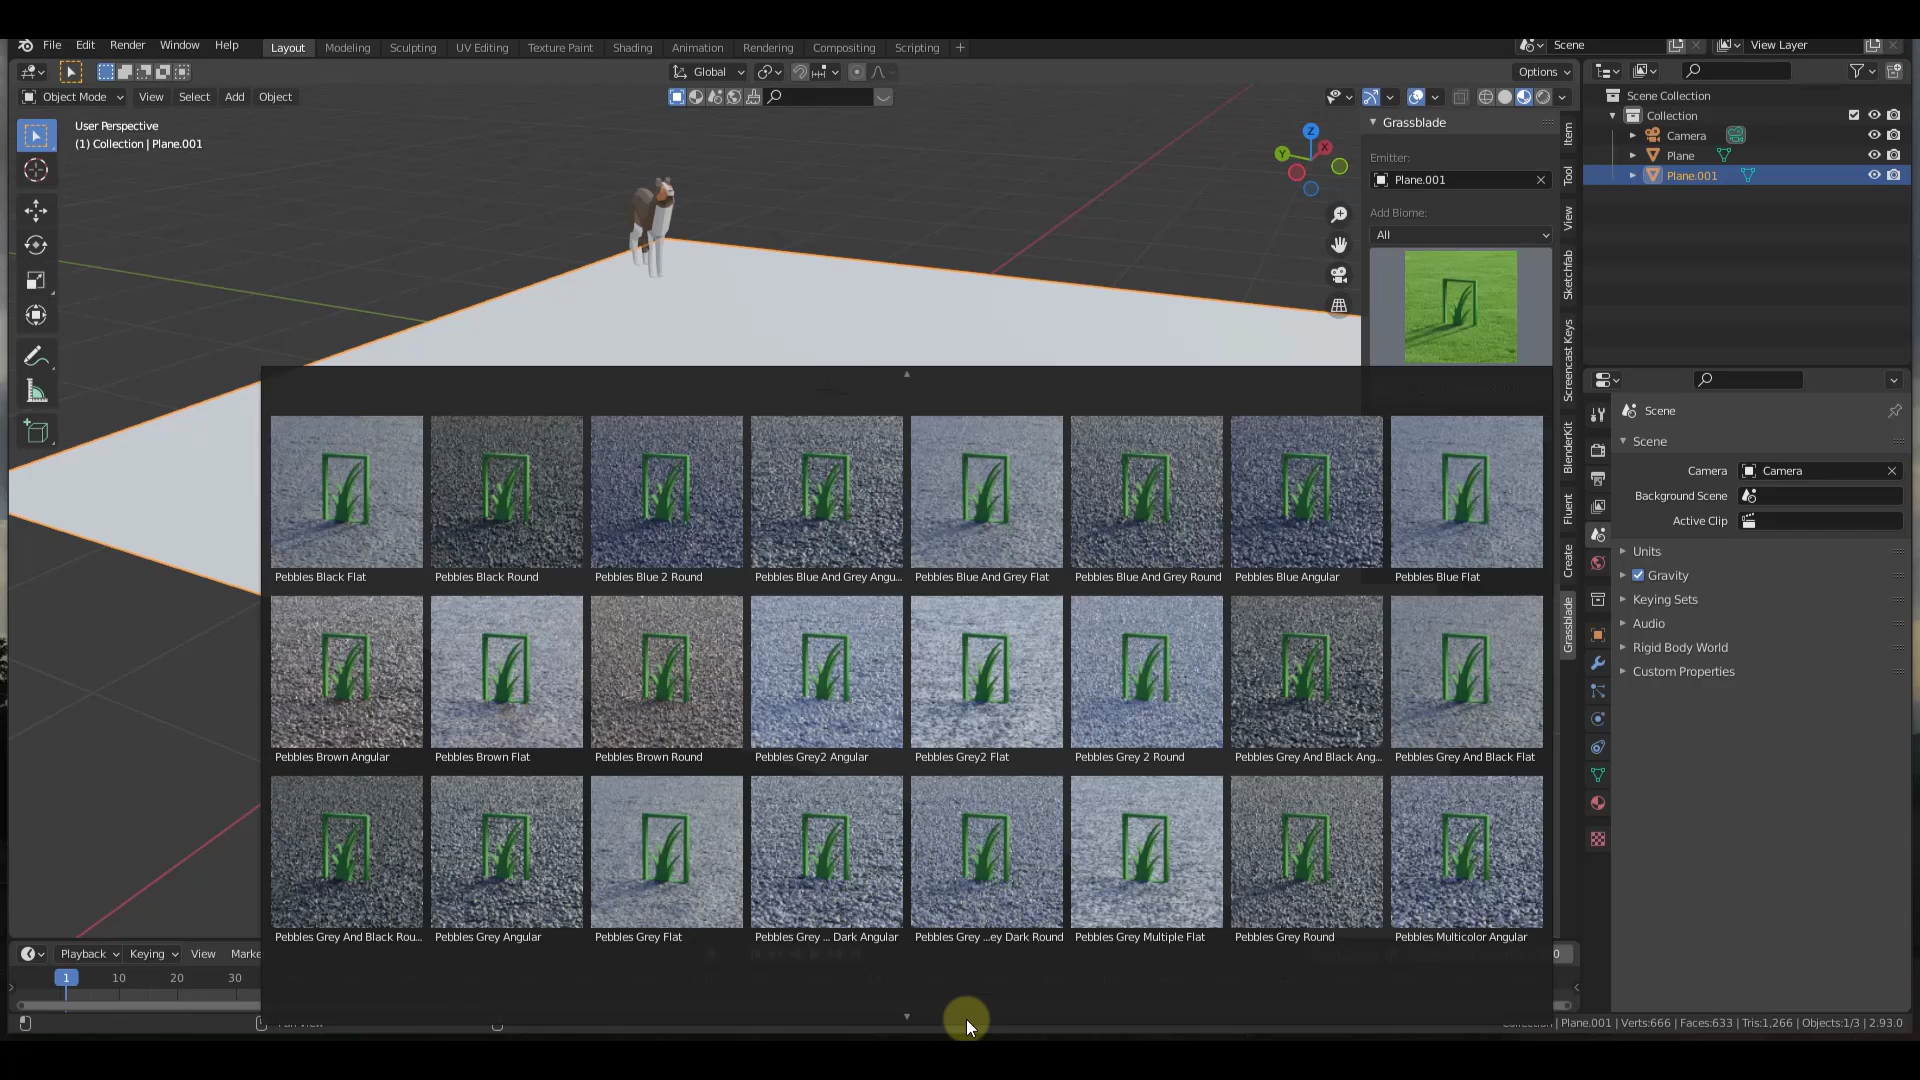 File Edit Render Window Help Layout Modeling Sculpting UV Editing Texture Paint Shading Animation Rendering Compositing Scripting + Scene View Layer
Global Options
Object Mode View Select Add Object
User Perspective
(1) Collection | Plane.001
Z
Y
X
Grassblade
Emitter:
Plane.001
Add Biome:
All
Item
Tool
View
Sketchfab
Screencast Keys
BlenderKit
Fluent
Create
Grassblade
Scene Collection
Collection
Camera
Plane
Plane.001
Scene
Scene
Camera Camera
Background Scene
Active Clip
Units
Gravity
Keying Sets
Audio
Rigid Body World
Custom Properties
Pebbles Black Flat Pebbles Black Round Pebbles Blue 2 Round Pebbles Blue And Grey Angu... Pebbles Blue And Grey Flat Pebbles Blue And Grey Round Pebbles Blue Angular Pebbles Blue Flat
Pebbles Brown Angular Pebbles Brown Flat Pebbles Brown Round Pebbles Grey2 Angular Pebbles Grey2 Flat Pebbles Grey 2 Round Pebbles Grey And Black Ang... Pebbles Grey And Black Flat
Pebbles Grey And Black Rou... Pebbles Grey Angular Pebbles Grey Flat Pebbles Grey ... Dark Angular Pebbles Grey ...ey Dark Round Pebbles Grey Multiple Flat Pebbles Grey Round Pebbles Multicolor Angular
Playback Keying View Marke
1 10 20 30
0
| Plane.001 | Verts:666 | Faces:633 | Tris:1,266 | Objects:1/3 | 2.93.0